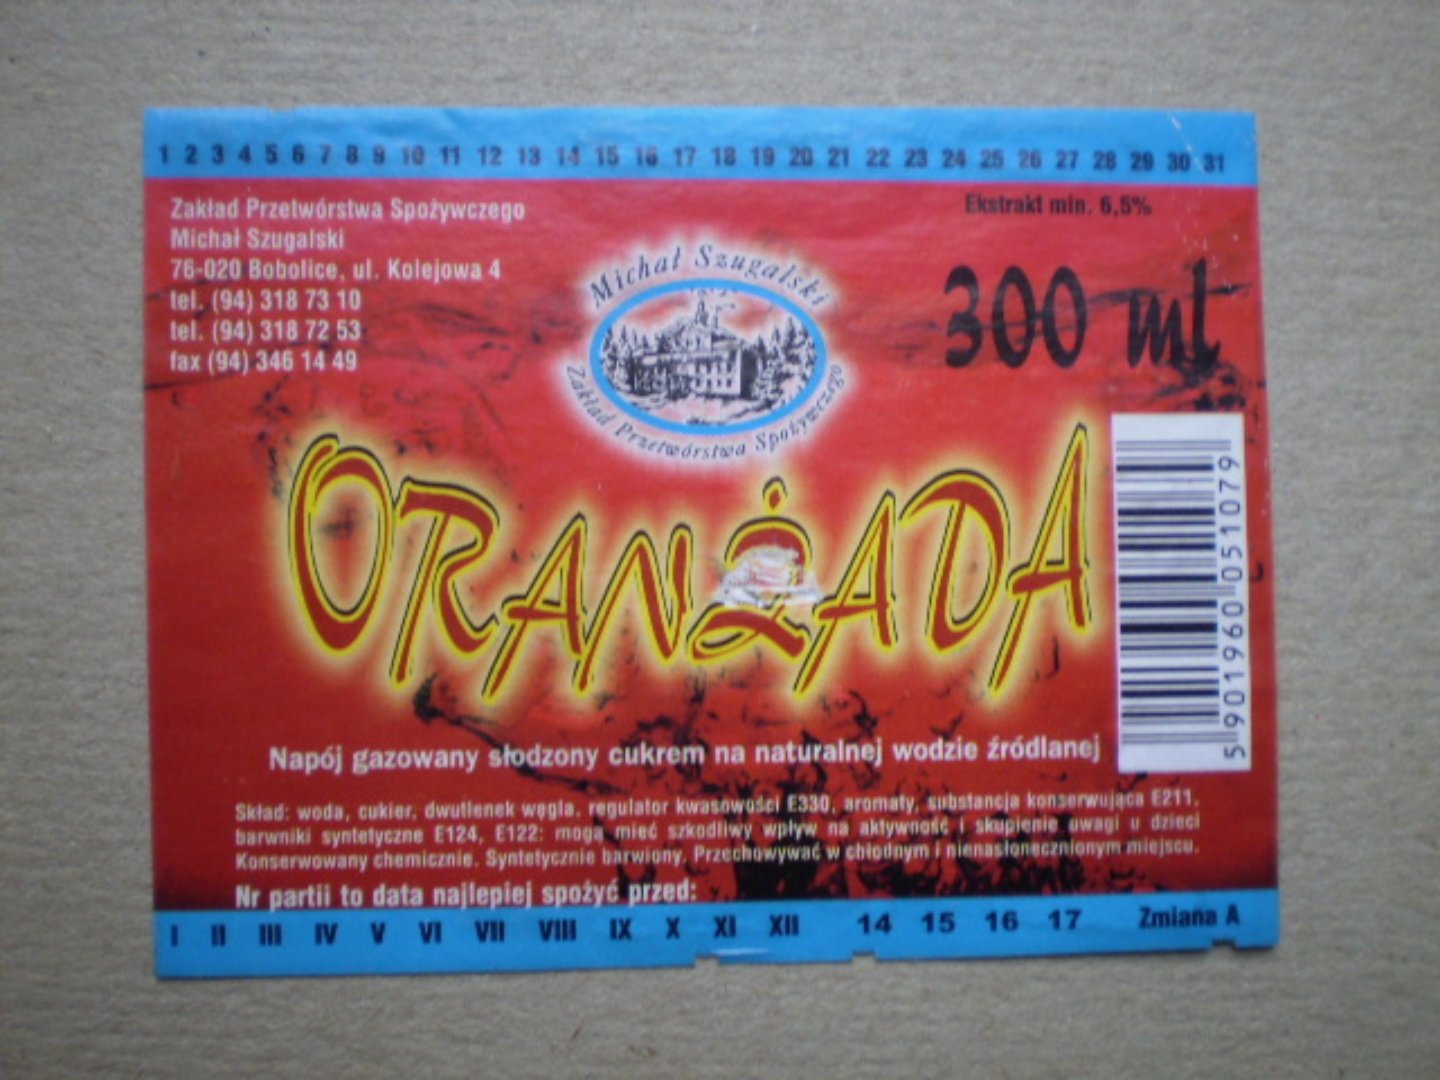 1 2 3 4 5 6 7 8 9 10 11 12 13 14 15 16 17 18 19 20 21 22 23 24 25 26 27 28 29 30 31
Zakład Przetwórstwa Spożywczego
Michał Szugalski
76-020 Bobolice, ul. Kolejowa 4
tel. (94) 318 73 10
tel. (94) 318 72 53
fax (94) 346 14 49
Michał Szugalski
Zakład Przetwórstwa Spożywczego
Ekstrakt min. 6,5%
300 ml
ORANŻADA
5 901960 051079
Napój gazowany słodzony cukrem na naturalnej wodzie źródlanej
Skład: woda, cukier, dwutlenek węgla, regulator kwasowości E330, aromaty, substancja konserwująca E211,
barwniki syntetyczne E124, E122: mogą mieć szkodliwy wpływ na aktywność i skupienie uwagi u dzieci
Konserwowany chemicznie. Syntetycznie barwiony. Przechowywać w chłodnym i nienasłonecznionym miejscu.
Nr partii to data najlepiej spożyć przed:
I II III IV V VI VII VIII IX X XI XII 14 15 16 17 Zmiana A